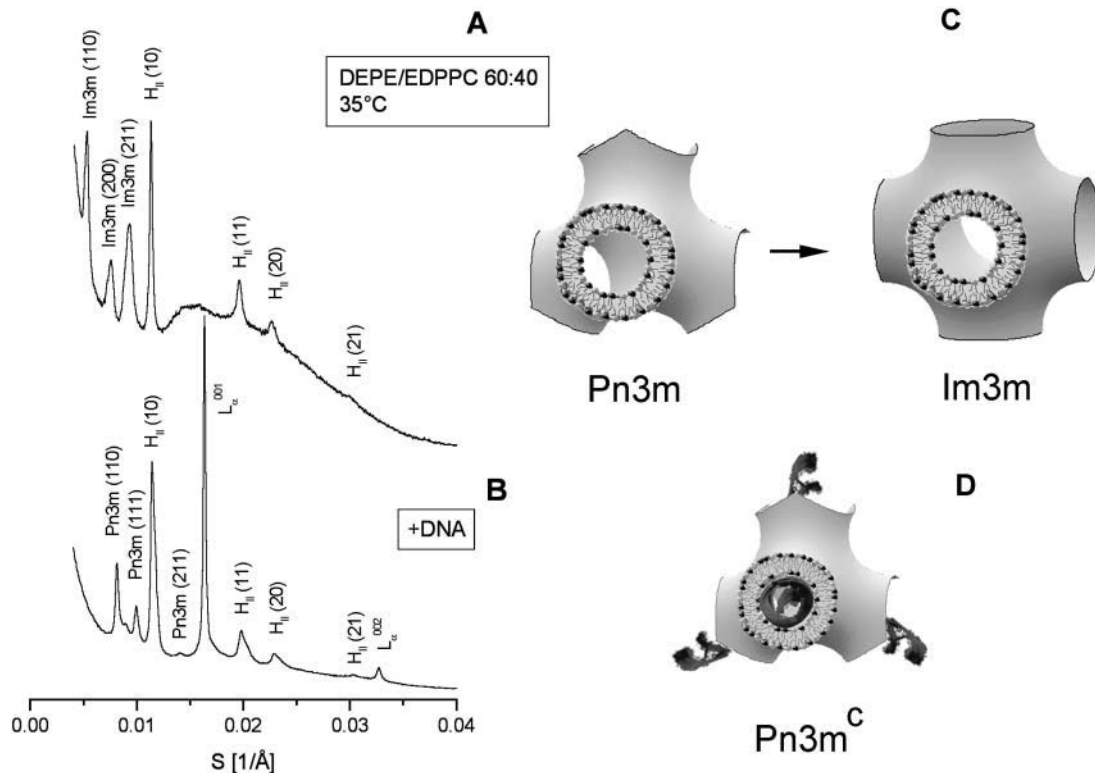 A
DEPE/EDPPC 60:40
35°C
Im3m (110)
Im3m (200)
Im3m (211)
H_II (10)
H_II (11)
H_II (20)
H_II (21)
B
+DNA
Pn3m (110)
Pn3m (111)
H_II (10)
Pn3m (211)
L_α^001
H_II (11)
H_II (20)
H_II (21)
L_α^002
0.00 0.01 0.02 0.03 0.04
S [1/Å]
C
Pn3m
Im3m
D
Pn3m^C